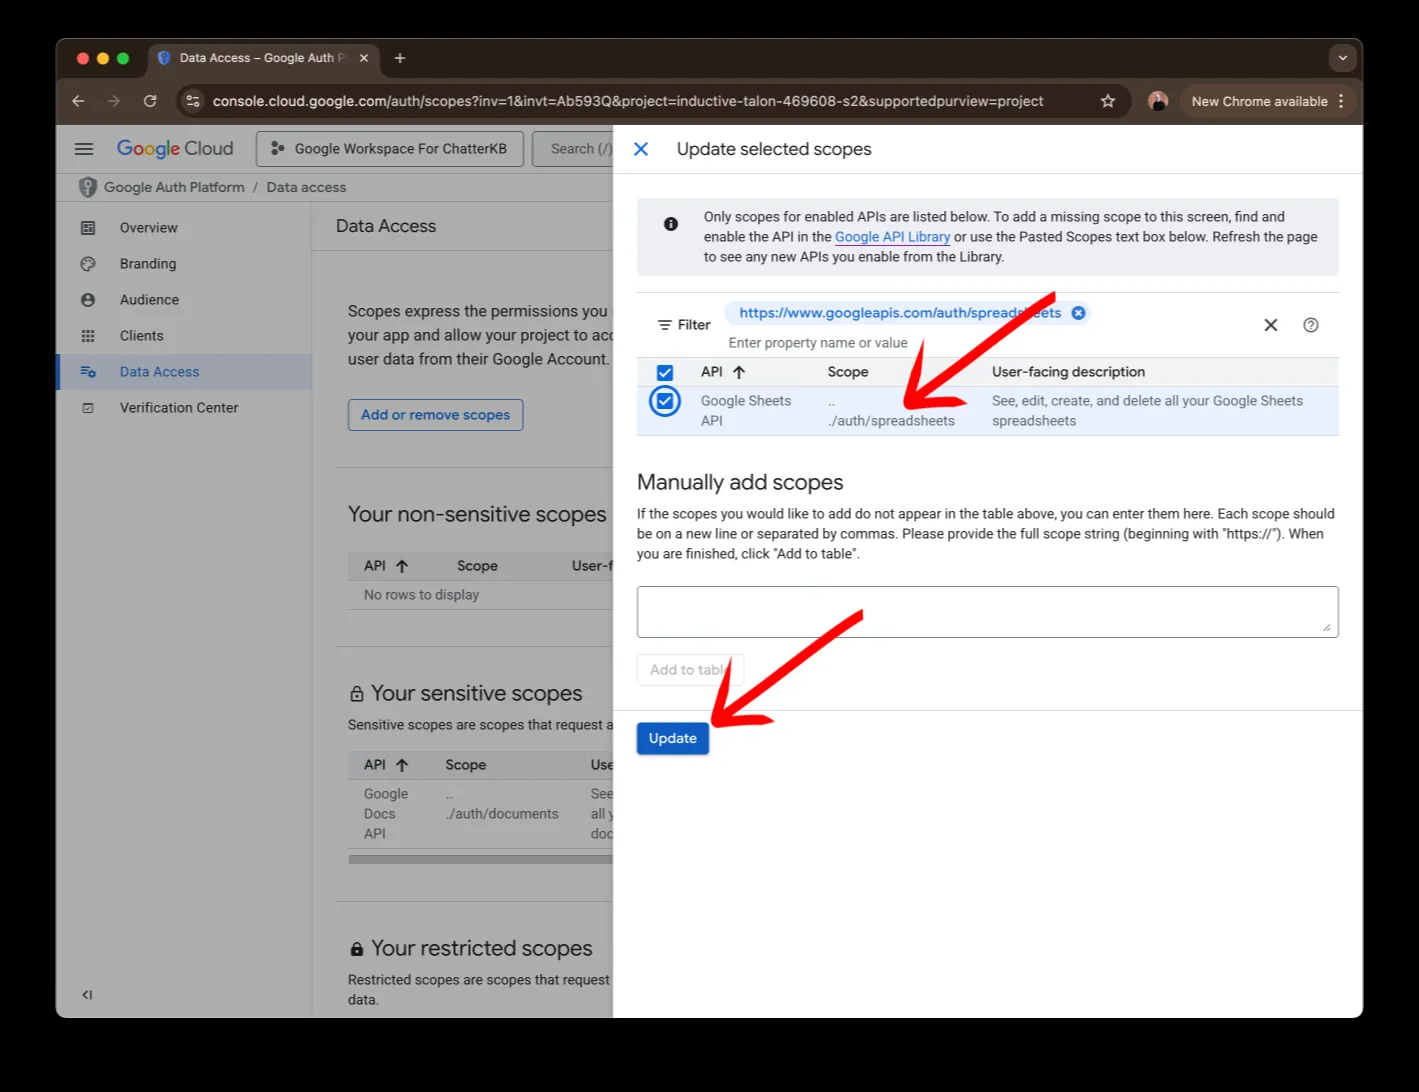 Data Access – Google Auth P
console.cloud.google.com/auth/scopes?inv=1&invt=Ab593Q&project=inductive-talon-469608-s2&supportedpurview=project
New Chrome available
Google Cloud
Google Workspace For ChatterKB
Search (/)
Google Auth Platform / Data access
Overview
Branding
Audience
Clients
Data Access
Verification Center
Data Access
Scopes express the permissions you
your app and allow your project to acc
user data from their Google Account.
Add or remove scopes
Your non-sensitive scopes
API Scope User-f
No rows to display
Your sensitive scopes
Sensitive scopes are scopes that request a
API Scope Use
Google .. See
Docs ./auth/documents all y
API doc
Your restricted scopes
Restricted scopes are scopes that request
data.
Update selected scopes
Only scopes for enabled APIs are listed below. To add a missing scope to this screen, find and
enable the API in the Google API Library or use the Pasted Scopes text box below. Refresh the page
to see any new APIs you enable from the Library.
Filter
https://www.googleapis.com/auth/spreadsheets
Enter property name or value
API Scope User-facing description
Google Sheets .. See, edit, create, and delete all your Google Sheets
API ./auth/spreadsheets spreadsheets
Manually add scopes
If the scopes you would like to add do not appear in the table above, you can enter them here. Each scope should
be on a new line or separated by commas. Please provide the full scope string (beginning with "https://"). When
you are finished, click "Add to table".
Add to table
Update